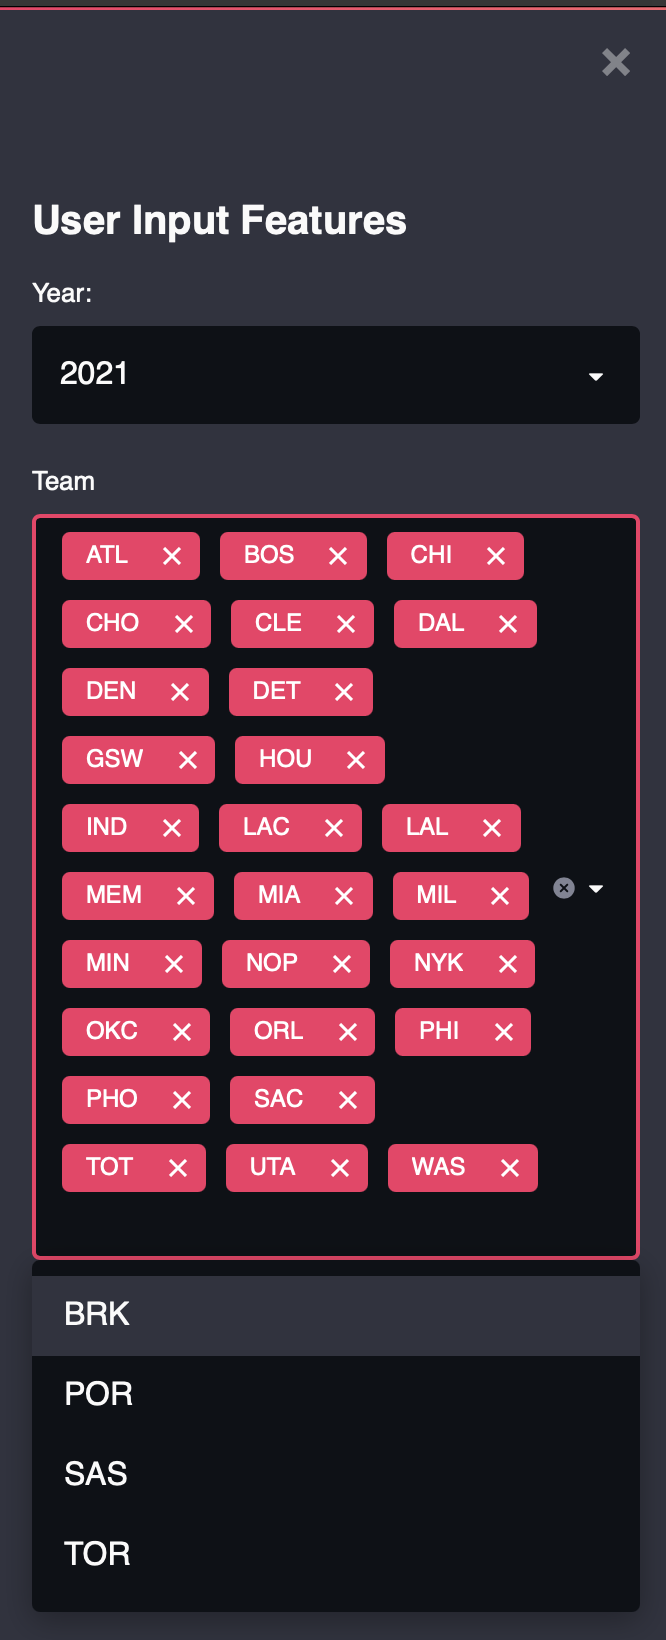 User Input Features
Year:
2021
Team
ATL BOS CHI
CHO CLE DAL
DEN DET
GSW HOU
IND LAC LAL
MEM MIA MIL
MIN NOP NYK
OKC ORL PHI
PHO SAC
TOT UTA WAS
BRK
POR
SAS
TOR